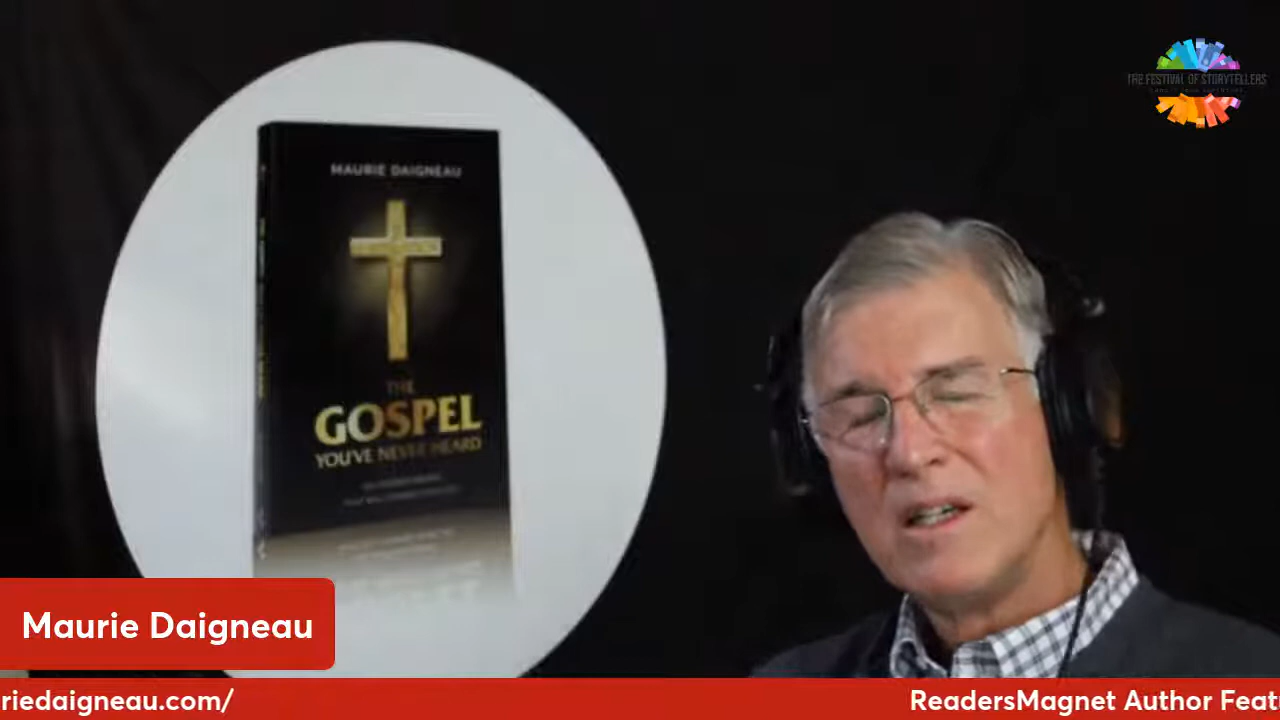 THE FESTIVAL OF STORYTELLERS
MAURIE DAIGNEAU
THE
GOSPEL
YOU'VE NEVER HEARD
Maurie Daigneau
riedaigneau.com/
ReadersMagnet Author Feat